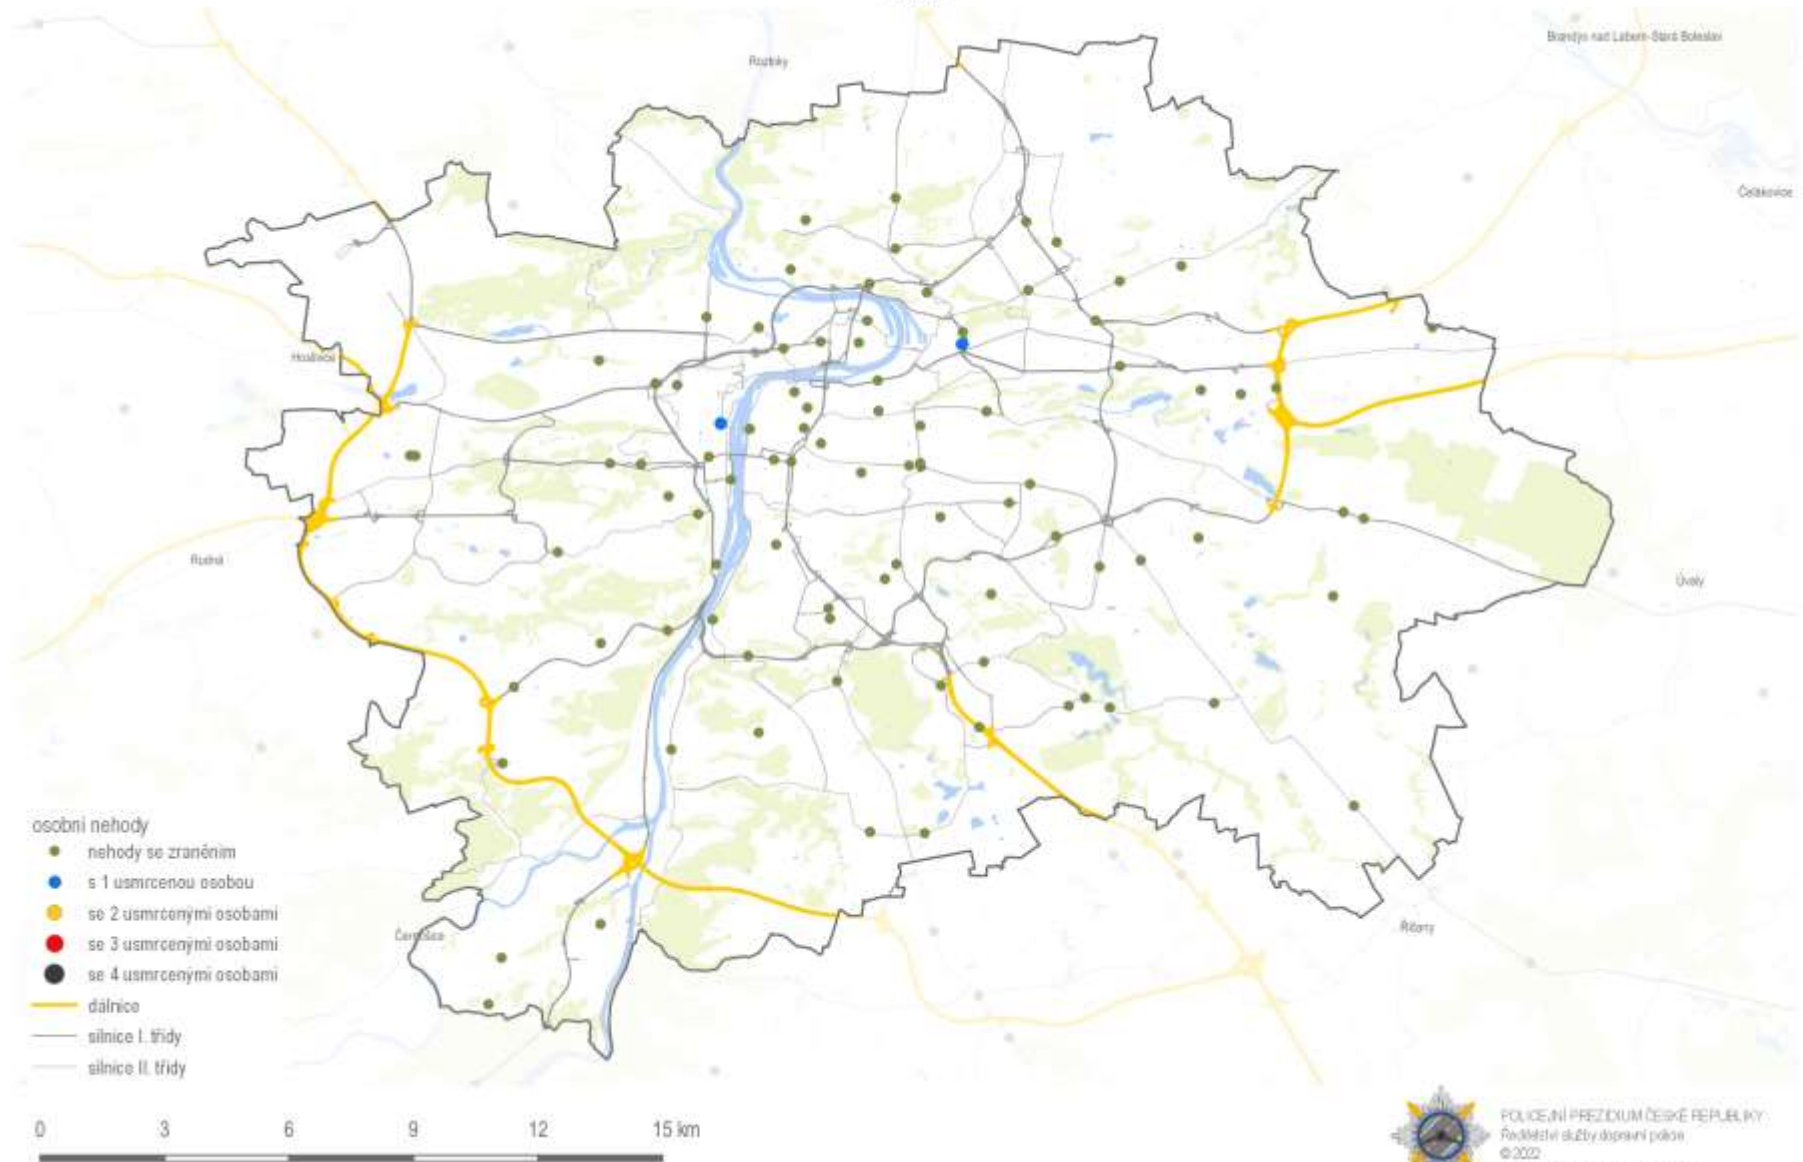 Brandýs nad Labem-Stará Boleslav
Roztoky
Čelákovice
Hostivice
Rudná
Úvaly
Černošice
Říčany
osobní nehody
nehody se zraněním
s 1 usmrcenou osobou
se 2 usmrcenými osobami
se 3 usmrcenými osobami
se 4 usmrcenými osobami
dálnice
silnice I. třídy
silnice II. třídy
0 3 6 9 12 15 km
POLICEJNÍ PREZIDIUM ČESKÉ REPUBLIKY
Ředitelství služby dopravní policie
© 2022